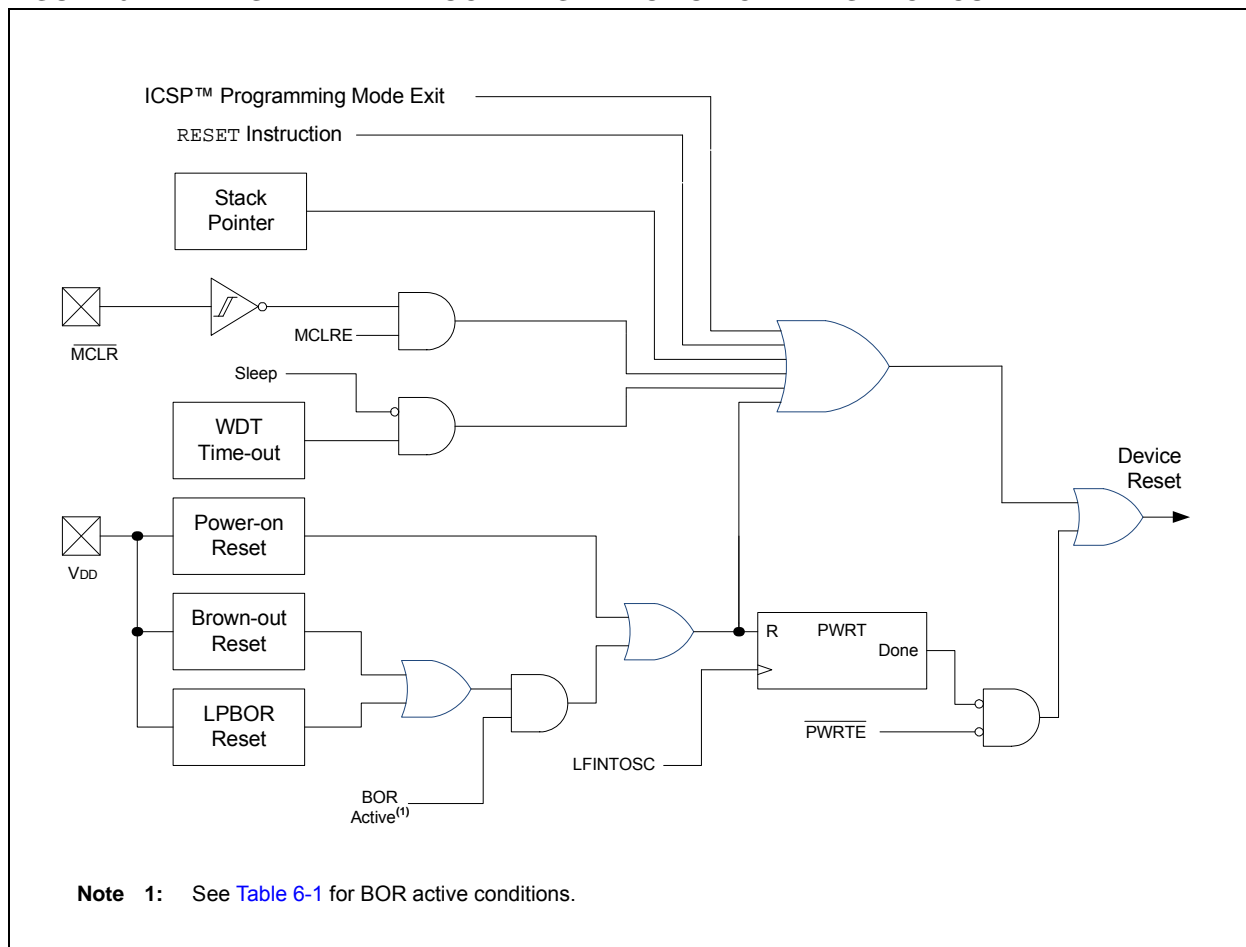 ICSP™ Programming Mode Exit
RESET Instruction
Stack
Pointer
MCLR
MCLRE
Sleep
WDT
Time-out
Device
Reset
VDD
Power-on
Reset
Brown-out
Reset
LPBOR
Reset
R PWRT
Done
PWRTE
LFINTOSC
BOR
Active(1)
Note 1: See Table 6-1 for BOR active conditions.